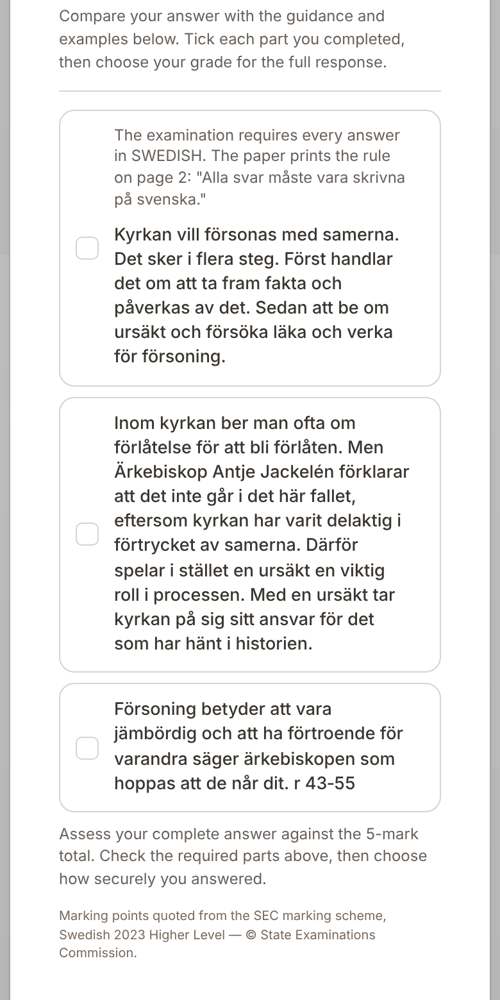 Compare your answer with the guidance and
examples below. Tick each part you completed,
then choose your grade for the full response.
The examination requires every answer
in SWEDISH. The paper prints the rule
on page 2: "Alla svar måste vara skrivna
på svenska."
Kyrkan vill försonas med samerna.
Det sker i flera steg. Först handlar
det om att ta fram fakta och
påverkas av det. Sedan att be om
ursäkt och försöka läka och verka
för försoning.
Inom kyrkan ber man ofta om
förlåtelse för att bli förlåten. Men
Ärkebiskop Antje Jackelén förklarar
att det inte går i det här fallet,
eftersom kyrkan har varit delaktig i
förtrycket av samerna. Därför
spelar i stället en ursäkt en viktig
roll i processen. Med en ursäkt tar
kyrkan på sig sitt ansvar för det
som har hänt i historien.
Försoning betyder att vara
jämbördig och att ha förtroende för
varandra säger ärkebiskopen som
hoppas att de når dit. r 43-55
Assess your complete answer against the 5-mark
total. Check the required parts above, then choose
how securely you answered.
Marking points quoted from the SEC marking scheme,
Swedish 2023 Higher Level — © State Examinations
Commission.